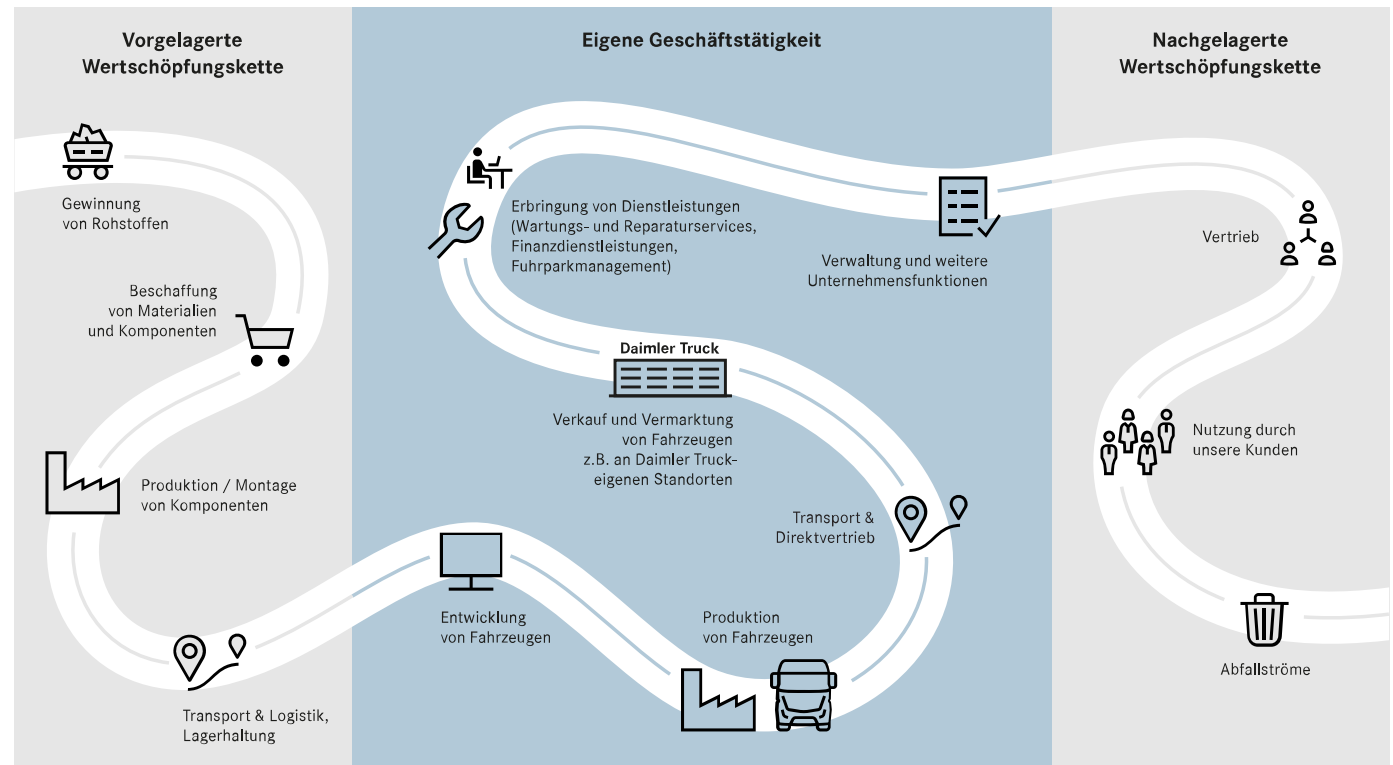 Vorgelagerte
Wertschöpfungskette
Gewinnung
von Rohstoffen
Beschaffung
von Materialien
und Komponenten
Produktion / Montage
von Komponenten
Transport & Logistik,
Lagerhaltung
Eigene Geschäftstätigkeit
Entwicklung
von Fahrzeugen
Produktion
von Fahrzeugen
Transport &
Direktvertrieb
Daimler Truck
Verkauf und Vermarktung
von Fahrzeugen
z.B. an Daimler Truck-
eigenen Standorten
Erbringung von Dienstleistungen
(Wartungs- und Reparaturservices,
Finanzdienstleistungen,
Fuhrparkmanagement)
Verwaltung und weitere
Unternehmensfunktionen
Nachgelagerte
Wertschöpfungskette
Vertrieb
Nutzung durch
unsere Kunden
Abfallströme